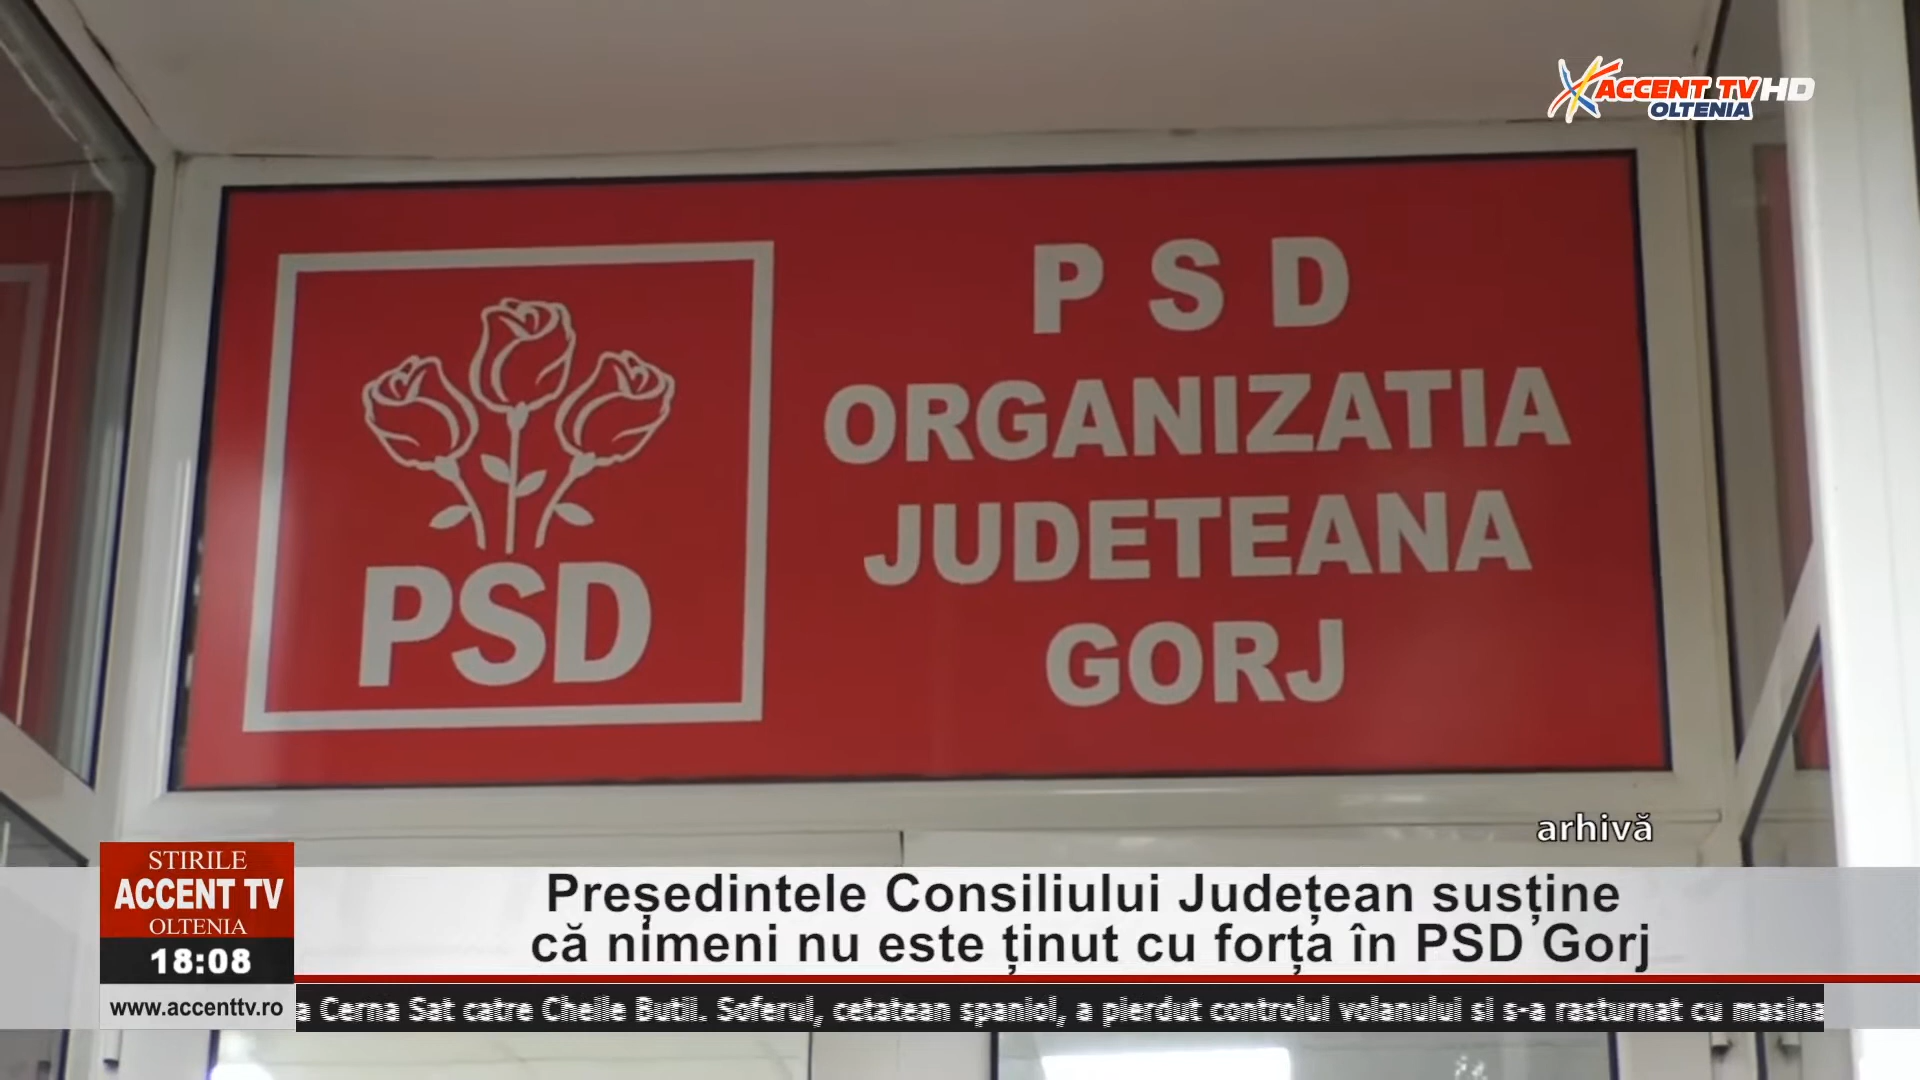 ACCENT TV HD
OLTENIA
PSD
P S D
ORGANIZATIA
JUDETEANA
GORJ
arhivă
STIRILE
ACCENT TV
OLTENIA
18:08
www.accenttv.ro
Președintele Consiliului Județean susține
că nimeni nu este ținut cu forța în PSD Gorj
a Cerna Sat catre Cheile Butii. Soferul, cetatean spaniol, a pierdut controlul volanului si s-a rasturnat cu masina